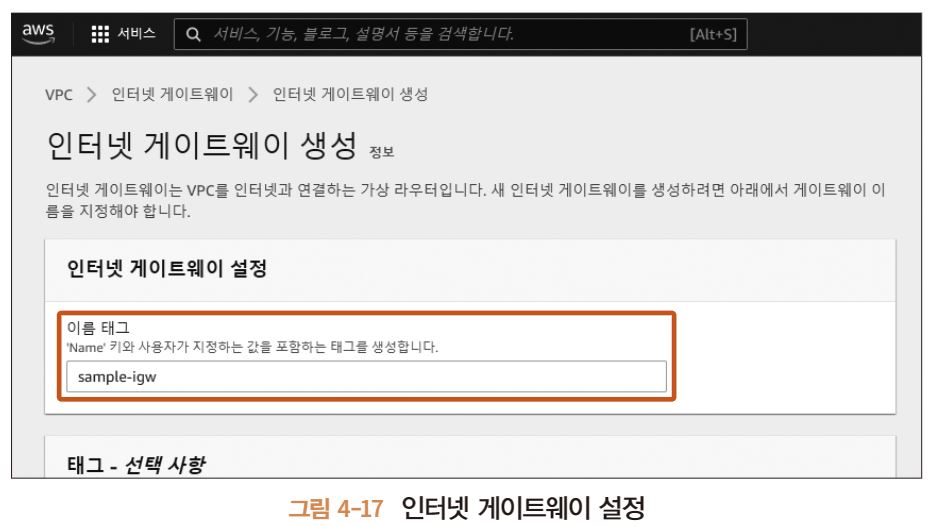 aws 서비스 서비스, 기능, 블로그, 설명서 등을 검색합니다. [Alt+S]
VPC > 인터넷 게이트웨이 > 인터넷 게이트웨이 생성
인터넷 게이트웨이 생성 정보
인터넷 게이트웨이는 VPC를 인터넷과 연결하는 가상 라우터입니다. 새 인터넷 게이트웨이를 생성하려면 아래에서 게이트웨이 이
름을 지정해야 합니다.
인터넷 게이트웨이 설정
이름 태그
'Name' 키와 사용자가 지정하는 값을 포함하는 태그를 생성합니다.
sample-igw
태그 - 선택 사항
그림 4-17 인터넷 게이트웨이 설정